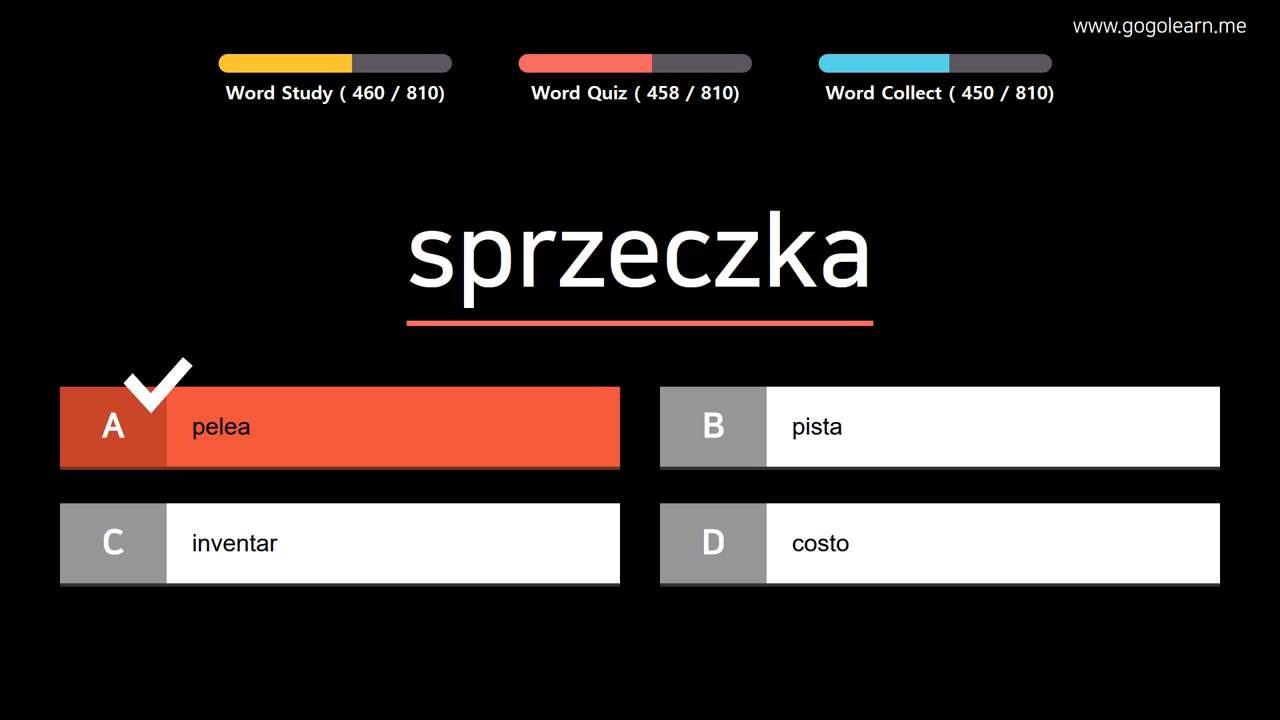 www.gogolearn.me
Word Study ( 460 / 810)
Word Quiz ( 458 / 810)
Word Collect ( 450 / 810)
sprzeczka
A pelea
B pista
C inventar
D costo